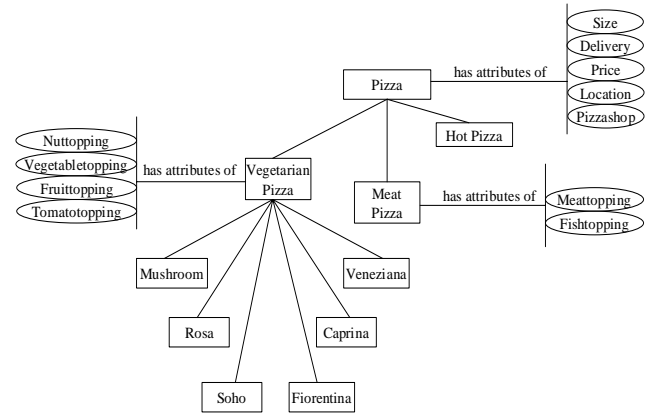 Size
Delivery
Price
Location
Pizzashop
has attributes of
Pizza
Hot Pizza
Nuttopping
Vegetabletopping
Fruittopping
Tomatotopping
has attributes of
Vegetarian
Pizza
Meat
Pizza
has attributes of
Meattopping
Fishtopping
Mushroom
Veneziana
Rosa
Caprina
Soho
Fiorentina